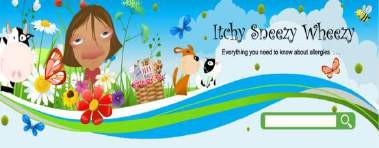 Itchy Sneezy Wheezy
Everything you need to know about allergies